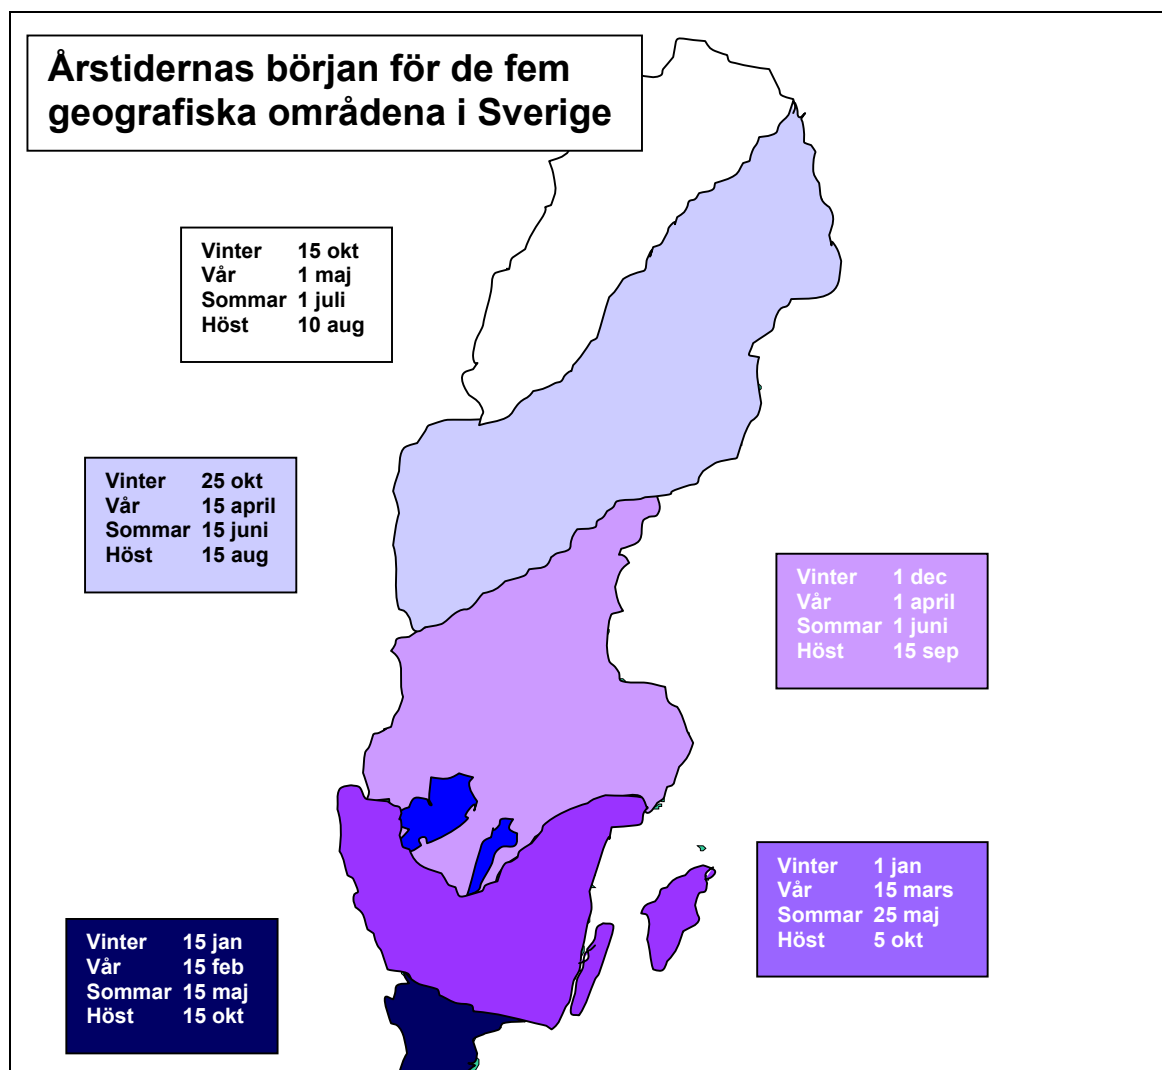 Årstidernas början för de fem
geografiska områdena i Sverige
Vinter 15 okt
Vår 1 maj
Sommar 1 juli
Höst 10 aug
Vinter 25 okt
Vår 15 april
Sommar 15 juni
Höst 15 aug
Vinter 1 dec
Vår 1 april
Sommar 1 juni
Höst 15 sep
Vinter 1 jan
Vår 15 mars
Sommar 25 maj
Höst 5 okt
Vinter 15 jan
Vår 15 feb
Sommar 15 maj
Höst 15 okt